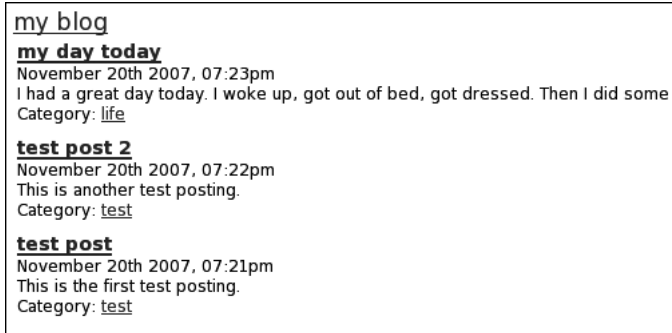 my blog
my day today
November 20th 2007, 07:23pm
I had a great day today. I woke up, got out of bed, got dressed. Then I did some
Category: life
test post 2
November 20th 2007, 07:22pm
This is another test posting.
Category: test
test post
November 20th 2007, 07:21pm
This is the first test posting.
Category: test